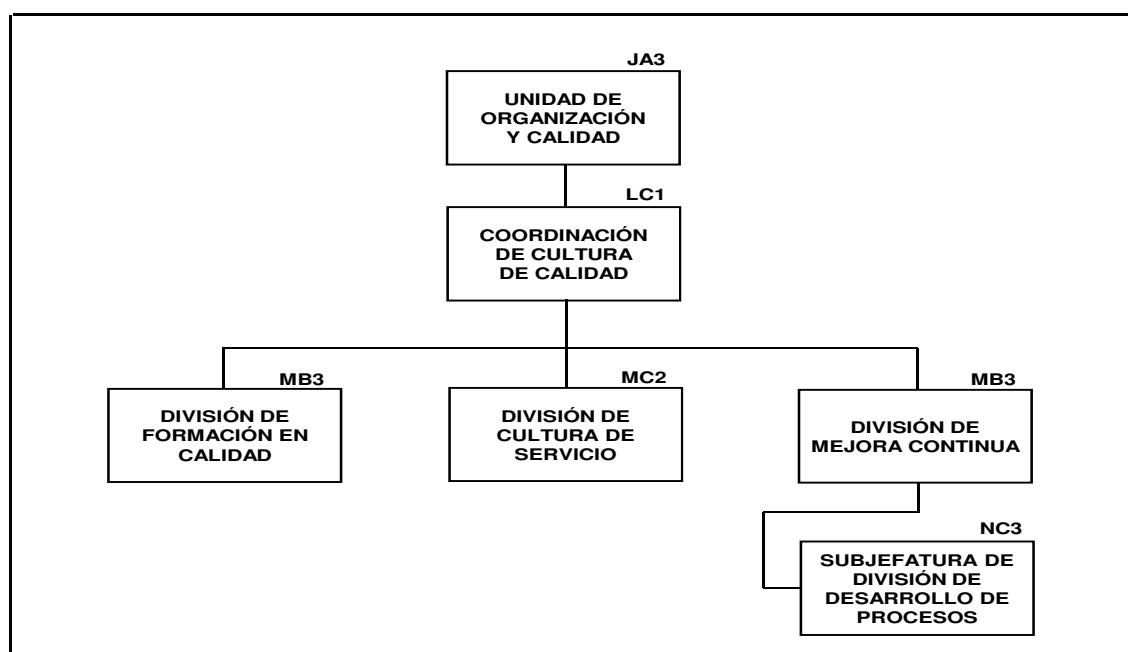 JA3
UNIDAD DE
ORGANIZACIÓN
Y CALIDAD
LC1
COORDINACIÓN
DE CULTURA
DE CALIDAD
MB3
DIVISIÓN DE
FORMACIÓN EN
CALIDAD
MC2
DIVISIÓN DE
CULTURA DE
SERVICIO
MB3
DIVISIÓN DE
MEJORA CONTINUA
NC3
SUBJEFATURA DE
DIVISIÓN DE
DESARROLLO DE
PROCESOS